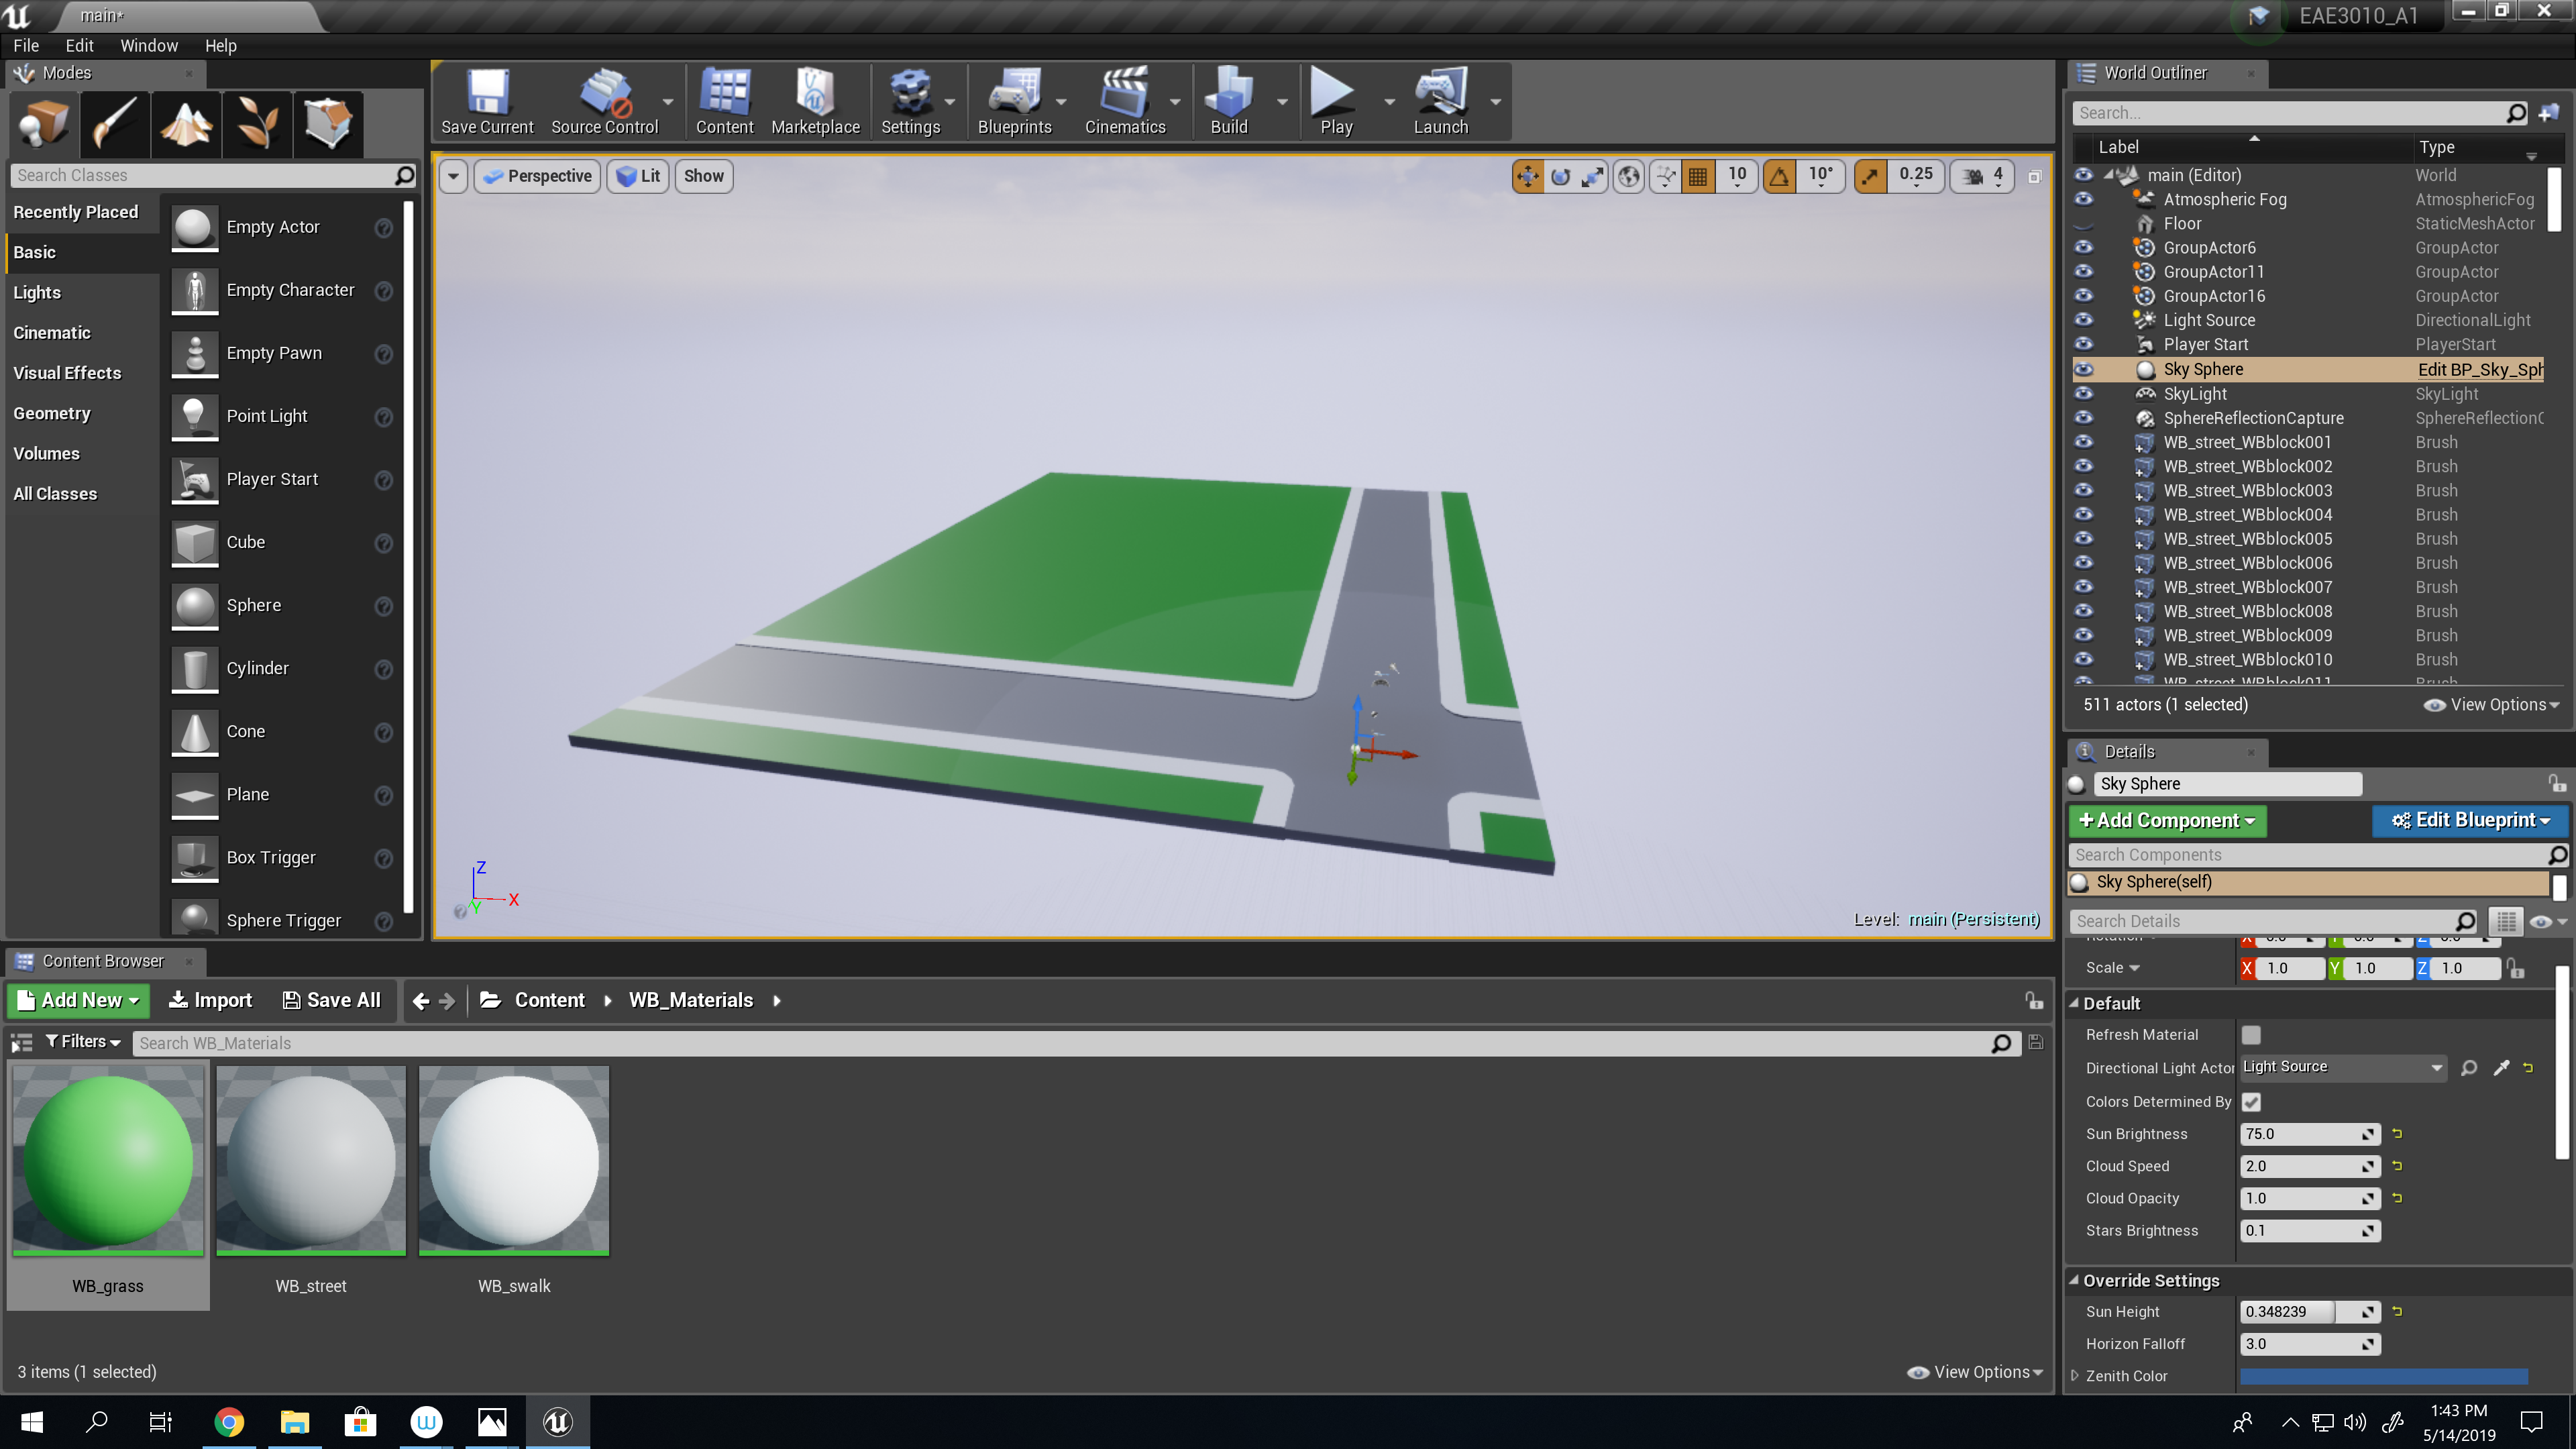 main*
EAE3010_A1
File Edit Window Help
Modes
Search Classes
Recently Placed
Basic
Lights
Cinematic
Visual Effects
Geometry
Volumes
All Classes
Empty Actor
Empty Character
Empty Pawn
Point Light
Player Start
Cube
Sphere
Cylinder
Cone
Plane
Box Trigger
Sphere Trigger
Save Current Source Control Content Marketplace Settings Blueprints Cinematics Build Play Launch
Perspective Lit Show
10 10° 0.25 4
Z
X
Y
Level: main (Persistent)
World Outliner
Search...
Label Type
main (Editor) World
Atmospheric Fog AtmosphericFog
Floor StaticMeshActor
GroupActor6 GroupActor
GroupActor11 GroupActor
GroupActor16 GroupActor
Light Source DirectionalLight
Player Start PlayerStart
Sky Sphere Edit BP_Sky_Sph
SkyLight SkyLight
SphereReflectionCapture SphereReflectionC
WB_street_WBblock001 Brush
WB_street_WBblock002 Brush
WB_street_WBblock003 Brush
WB_street_WBblock004 Brush
WB_street_WBblock005 Brush
WB_street_WBblock006 Brush
WB_street_WBblock007 Brush
WB_street_WBblock008 Brush
WB_street_WBblock009 Brush
WB_street_WBblock010 Brush
WB_street_WBblock011 Brush
511 actors (1 selected) View Options
Details
Sky Sphere
+Add Component Edit Blueprint
Search Components
Sky Sphere(self)
Search Details
Rotation X 0.0 Y 0.0 Z 0.0
Scale X 1.0 Y 1.0 Z 1.0
Default
Refresh Material
Directional Light Actor Light Source
Colors Determined By
Sun Brightness 75.0
Cloud Speed 2.0
Cloud Opacity 1.0
Stars Brightness 0.1
Override Settings
Sun Height 0.348239
Horizon Falloff 3.0
Zenith Color
Content Browser
Add New Import Save All Content WB_Materials
Filters Search WB_Materials
WB_grass WB_street WB_swalk
3 items (1 selected) View Options
1:43 PM
5/14/2019